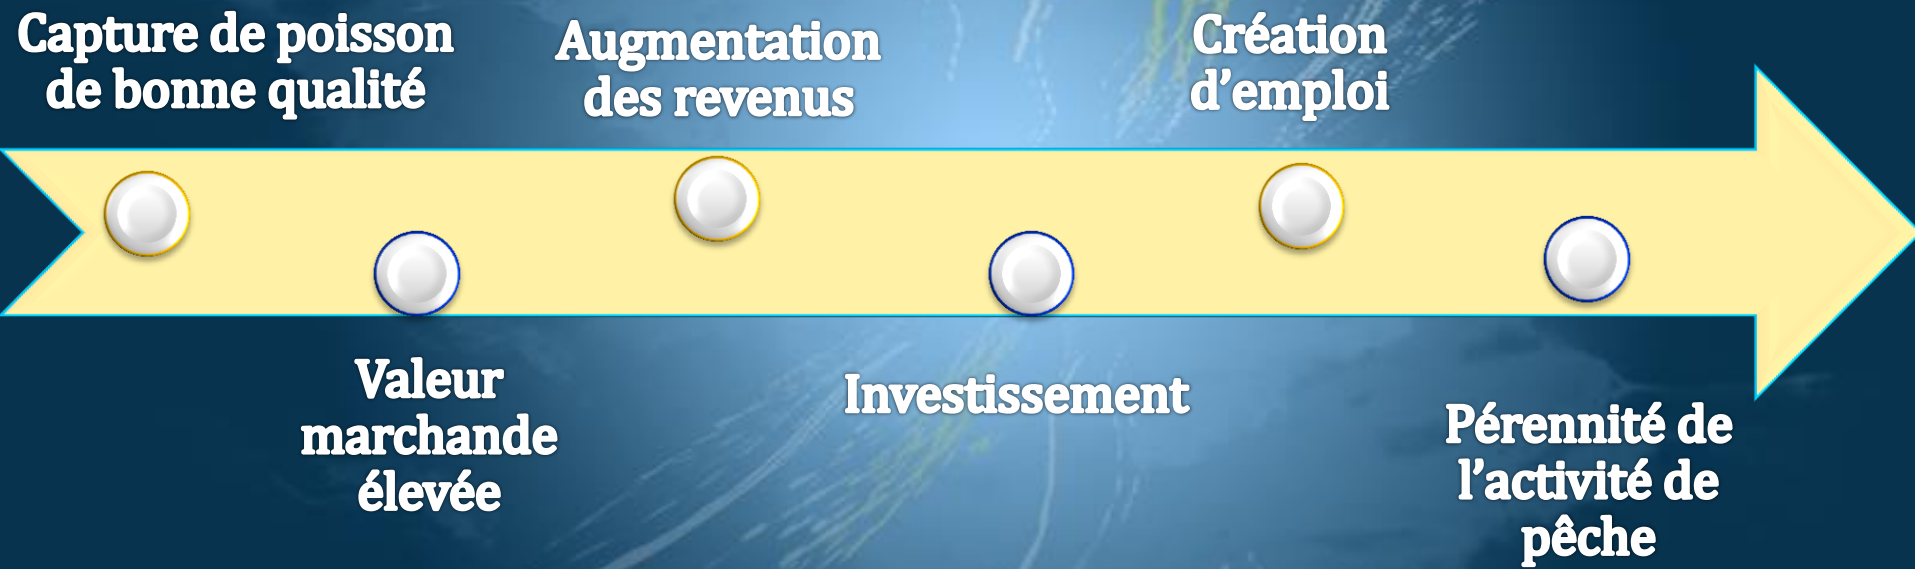 Capture de poisson
de bonne qualité
Valeur
marchande
élevée
Augmentation
des revenus
Investissement
Création
d’emploi
Pérennité de
l’activité de
pêche